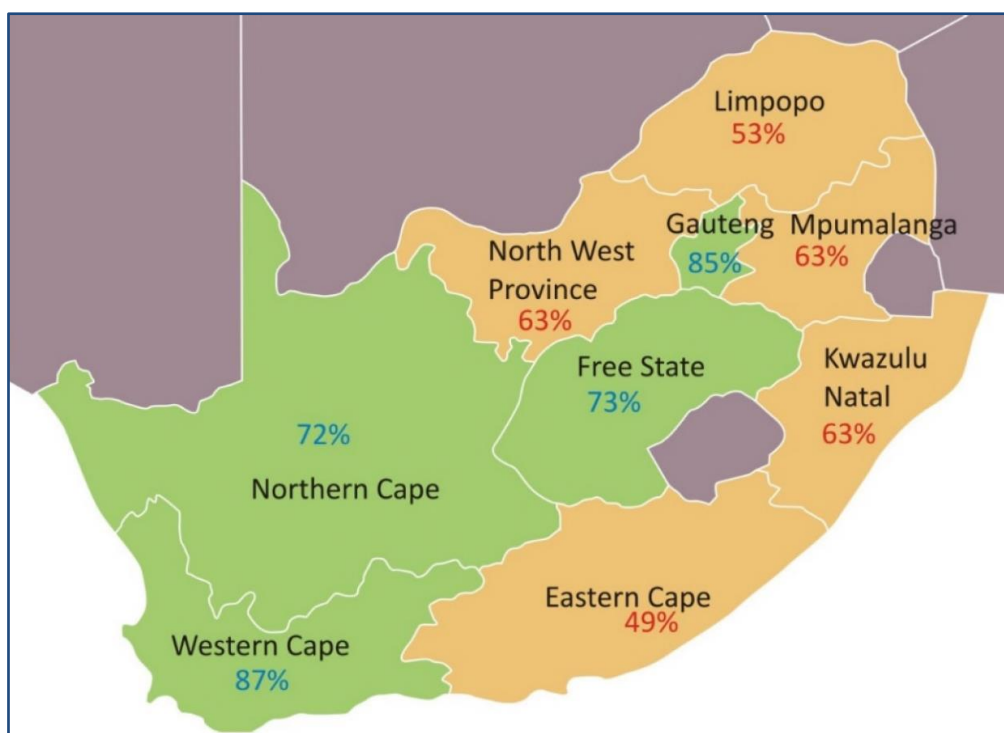 Limpopo
53%
Gauteng
85%
Mpumalanga
63%
North West
Province
63%
Free State
73%
Kwazulu
Natal
63%
72%
Northern Cape
Eastern Cape
49%
Western Cape
87%